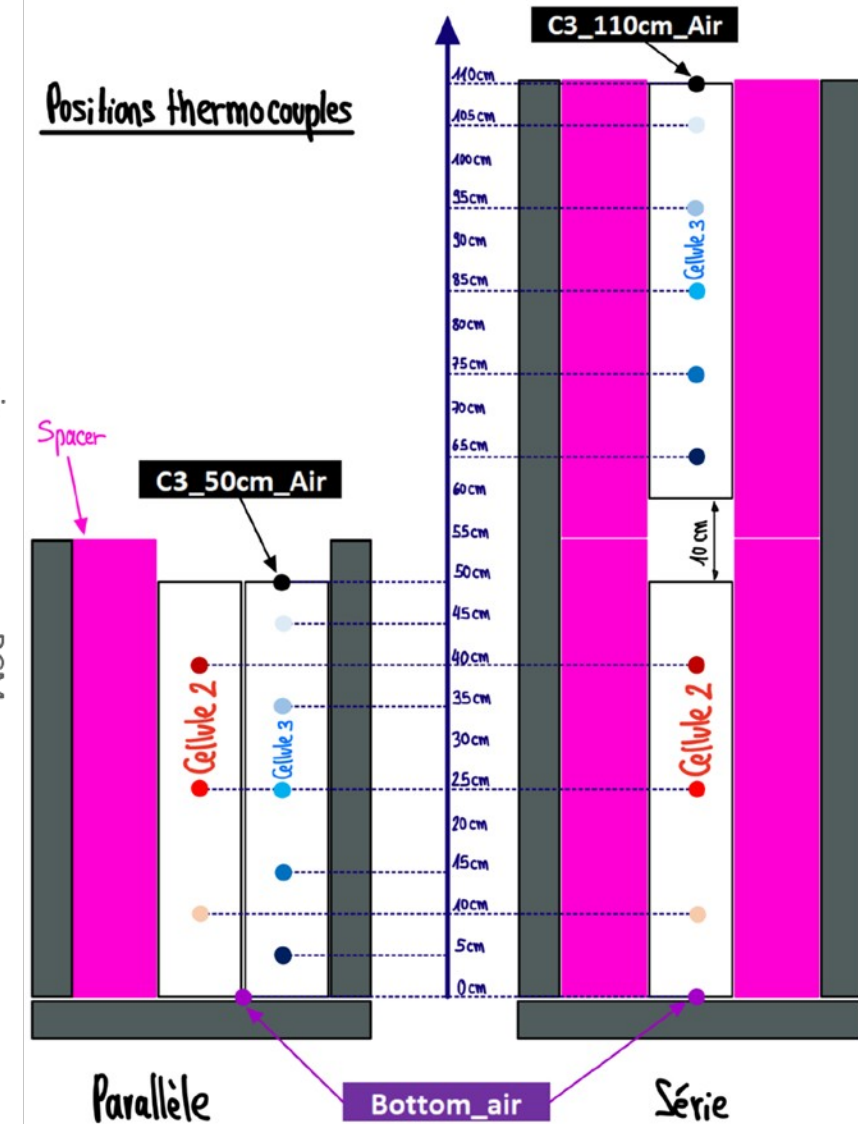 C3_110cm_Air
Positions thermocouples
110cm
105cm
100cm
95cm
90cm
Cellule 3
85cm
80cm
75cm
70cm
65cm
60cm
55cm
50cm
45cm
40cm
35cm
30cm
25cm
20cm
15cm
10cm
5cm
0cm
Spacer
C3_50cm_Air
10cm
Cellule 2
Cellule 3
Cellule 2
Parallèle
Bottom_air
Série